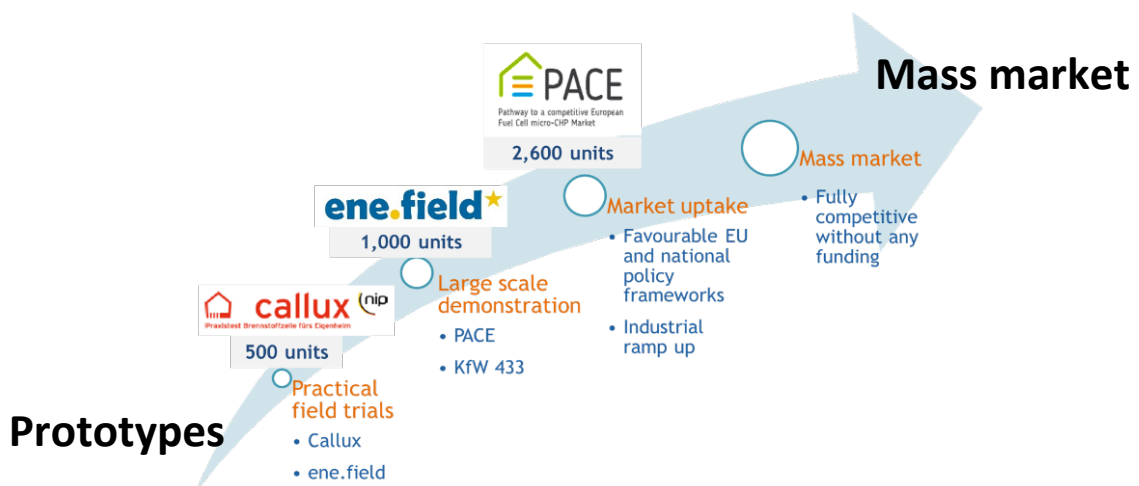 Mass market
PACE
Pathway to a competitive European
Fuel Cell micro-CHP Market
2,600 units
Mass market
• Fully
competitive
without any
funding
ene.field
1,000 units
Market uptake
• Favourable EU
and national
policy
frameworks
• Industrial
ramp up
callux
nip
Praxistest Brennstoffzelle fürs Eigenheim
500 units
Large scale
demonstration
• PACE
• KfW 433
Prototypes
Practical
field trials
• Callux
• ene.field